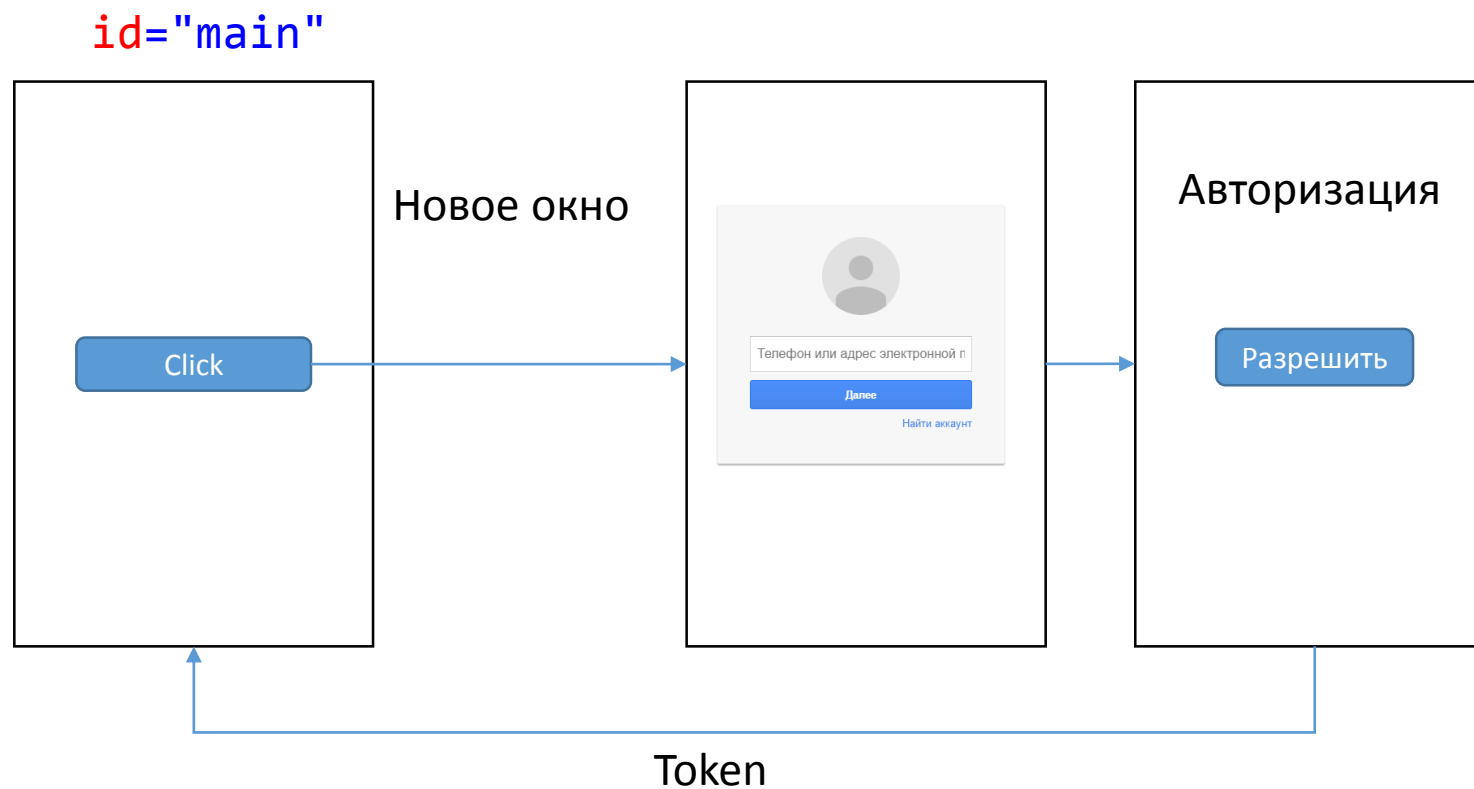 id="main"
Новое окно
Авторизация
Click
Телефон или адрес электронной п
Далее
Найти аккаунт
Разрешить
Token